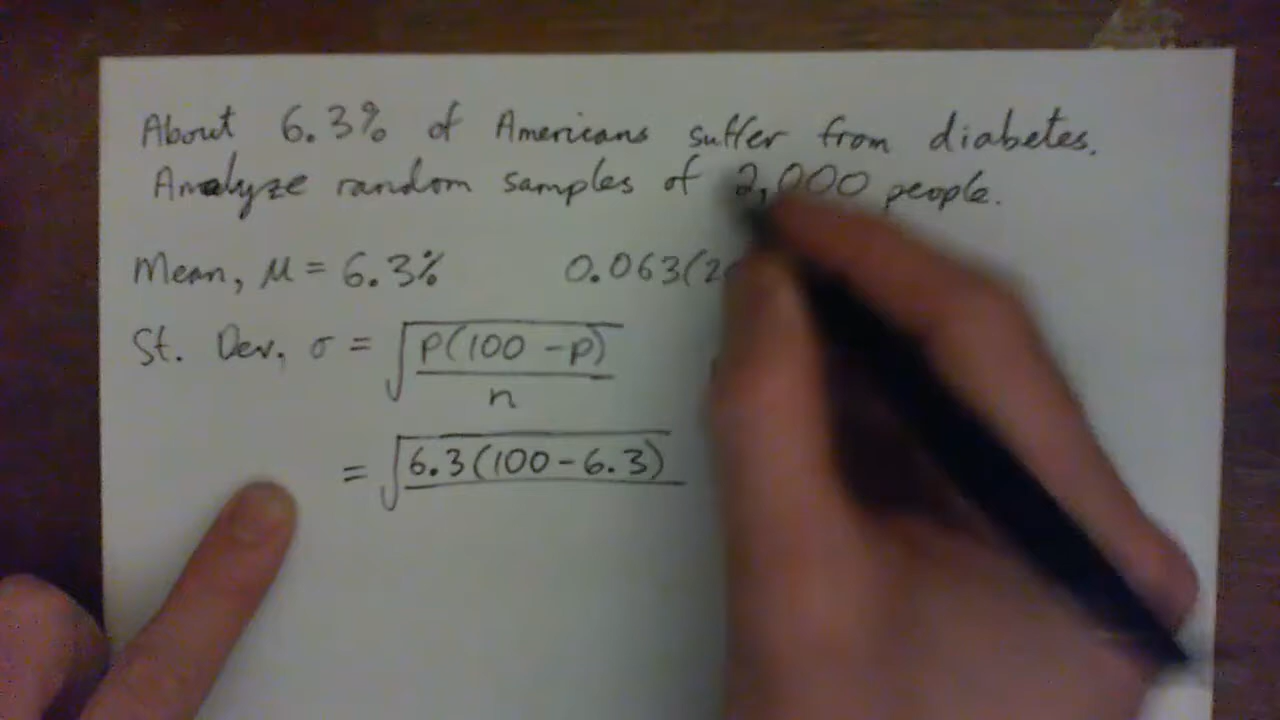 About 6.3% of Americans suffer from diabetes.
Analyze random samples of 2,000 people.
Mean, μ = 6.3% 0.063(2
St. Dev, σ = √p(100 - p)
n
= √6.3(100 - 6.3)